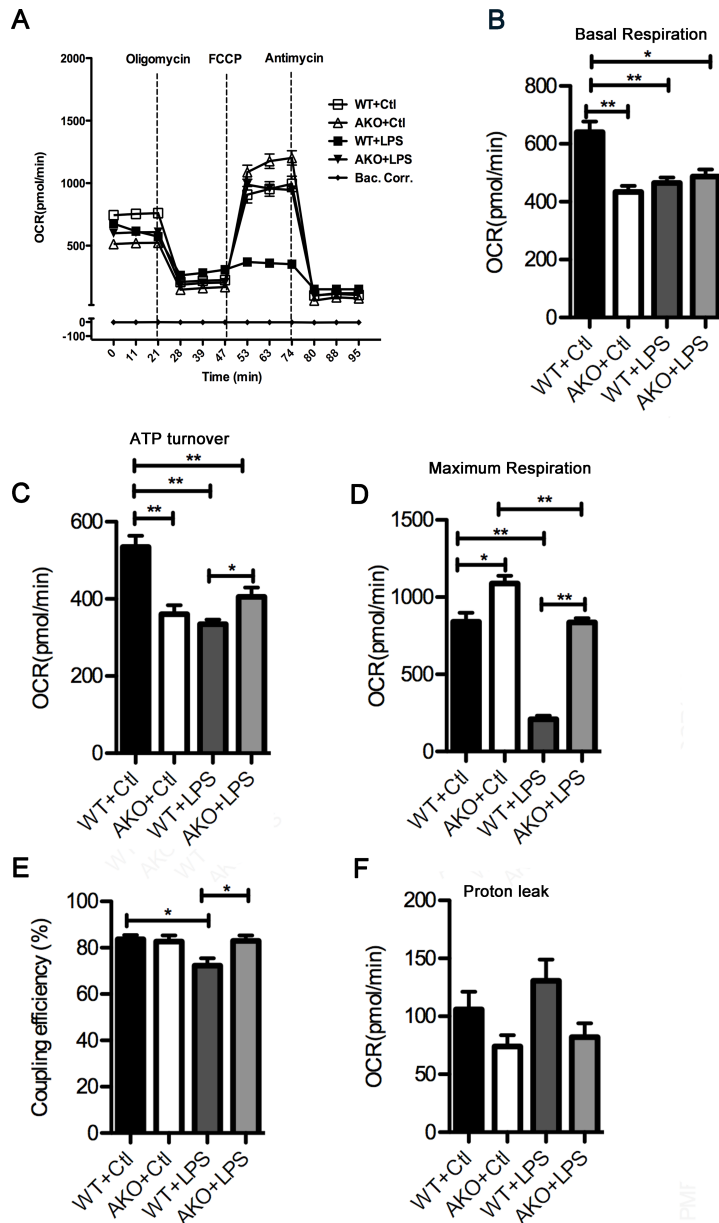 A
2000
1500
1000
500
0
-100
OCR(pmol/min)
Oligomycin
FCCP
Antimycin
WT+Ctl
AKO+Ctl
WT+LPS
AKO+LPS
Bac. Corr.
0 11 21 28 39 47 53 63 74 80 88 95
Time (min)
B
Basal Respiration
*
**
**
800
600
400
200
0
OCR(pmol/min)
WT+Ctl
AKO+Ctl
WT+LPS
AKO+LPS
C
ATP turnover
**
**
**
*
600
400
200
0
OCR(pmol/min)
WT+Ctl
AKO+Ctl
WT+LPS
AKO+LPS
D
Maximum Respiration
**
**
*
**
1500
1000
500
0
OCR(pmol/min)
WT+Ctl
AKO+Ctl
WT+LPS
AKO+LPS
E
*
*
100
80
60
40
20
0
Coupling efficiency (%)
WT+Ctl
AKO+Ctl
WT+LPS
AKO+LPS
F
Proton leak
200
150
100
50
0
OCR(pmol/min)
WT+Ctl
AKO+Ctl
WT+LPS
AKO+LPS